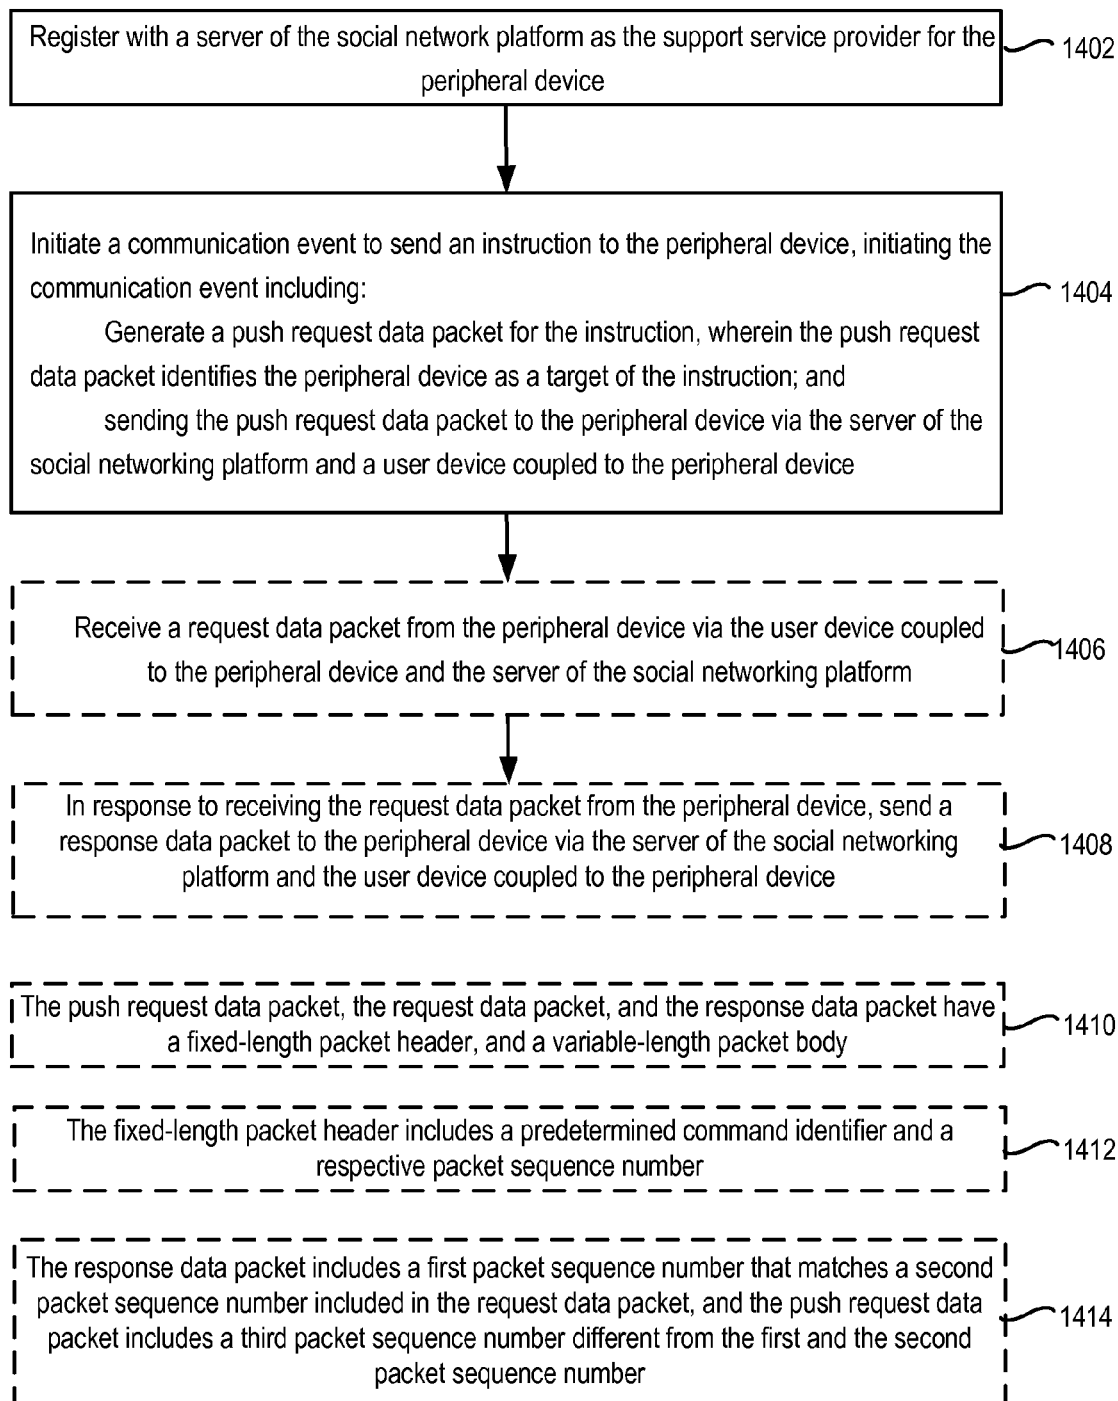 Register with a server of the social network platform as the support service provider for the
peripheral device
1402
Initiate a communication event to send an instruction to the peripheral device, initiating the
communication event including:
Generate a push request data packet for the instruction, wherein the push request
data packet identifies the peripheral device as a target of the instruction; and
sending the push request data packet to the peripheral device via the server of the
social networking platform and a user device coupled to the peripheral device
1404
Receive a request data packet from the peripheral device via the user device coupled
to the peripheral device and the server of the social networking platform
1406
In response to receiving the request data packet from the peripheral device, send a
response data packet to the peripheral device via the server of the social networking
platform and the user device coupled to the peripheral device
1408
The push request data packet, the request data packet, and the response data packet have
a fixed-length packet header, and a variable-length packet body
1410
The fixed-length packet header includes a predetermined command identifier and a
respective packet sequence number
1412
The response data packet includes a first packet sequence number that matches a second
packet sequence number included in the request data packet, and the push request data
packet includes a third packet sequence number different from the first and the second
packet sequence number
1414